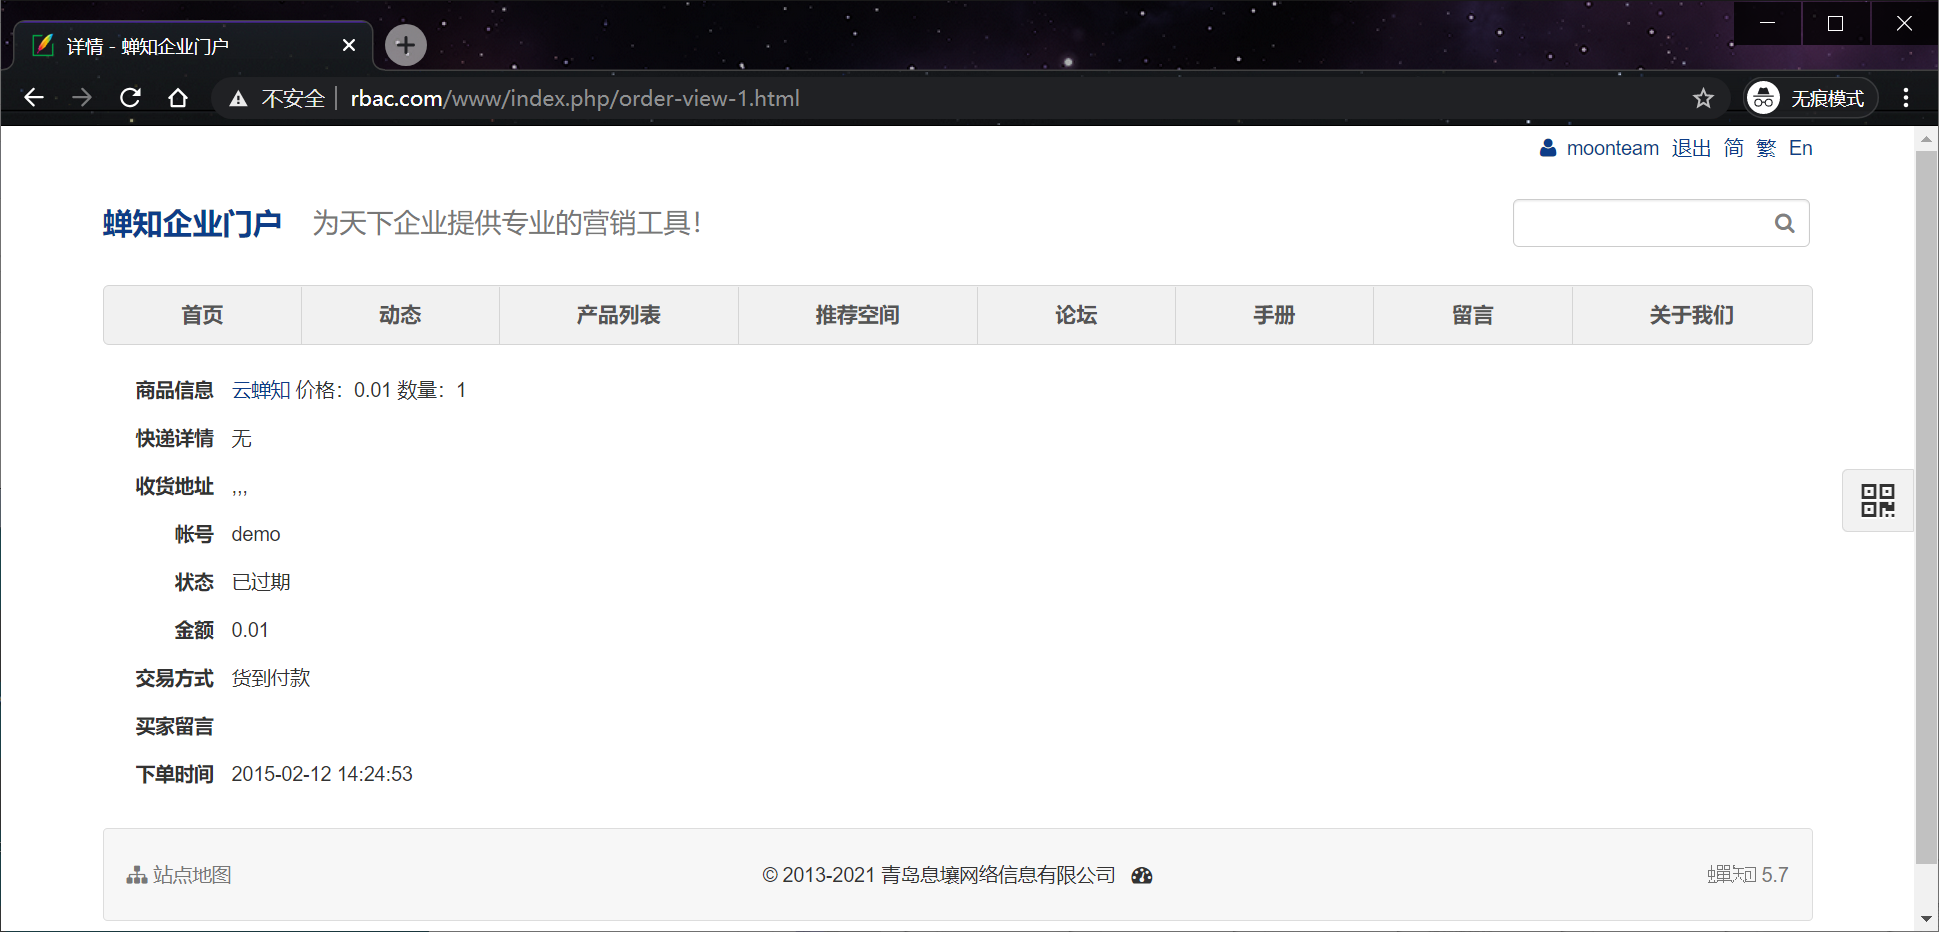 详情 - 蝉知企业门户
不安全 rbac.com/www/index.php/order-view-1.html 无痕模式
moonteam 退出 简 繁 En
蝉知企业门户 为天下企业提供专业的营销工具！
首页 动态 产品列表 推荐空间 论坛 手册 留言 关于我们
商品信息 云蝉知 价格：0.01 数量：1
快递详情 无
收货地址 ,,,
帐号 demo
状态 已过期
金额 0.01
交易方式 货到付款
买家留言
下单时间 2015-02-12 14:24:53
站点地图 © 2013-2021 青岛息壤网络信息有限公司 蝉知 5.7